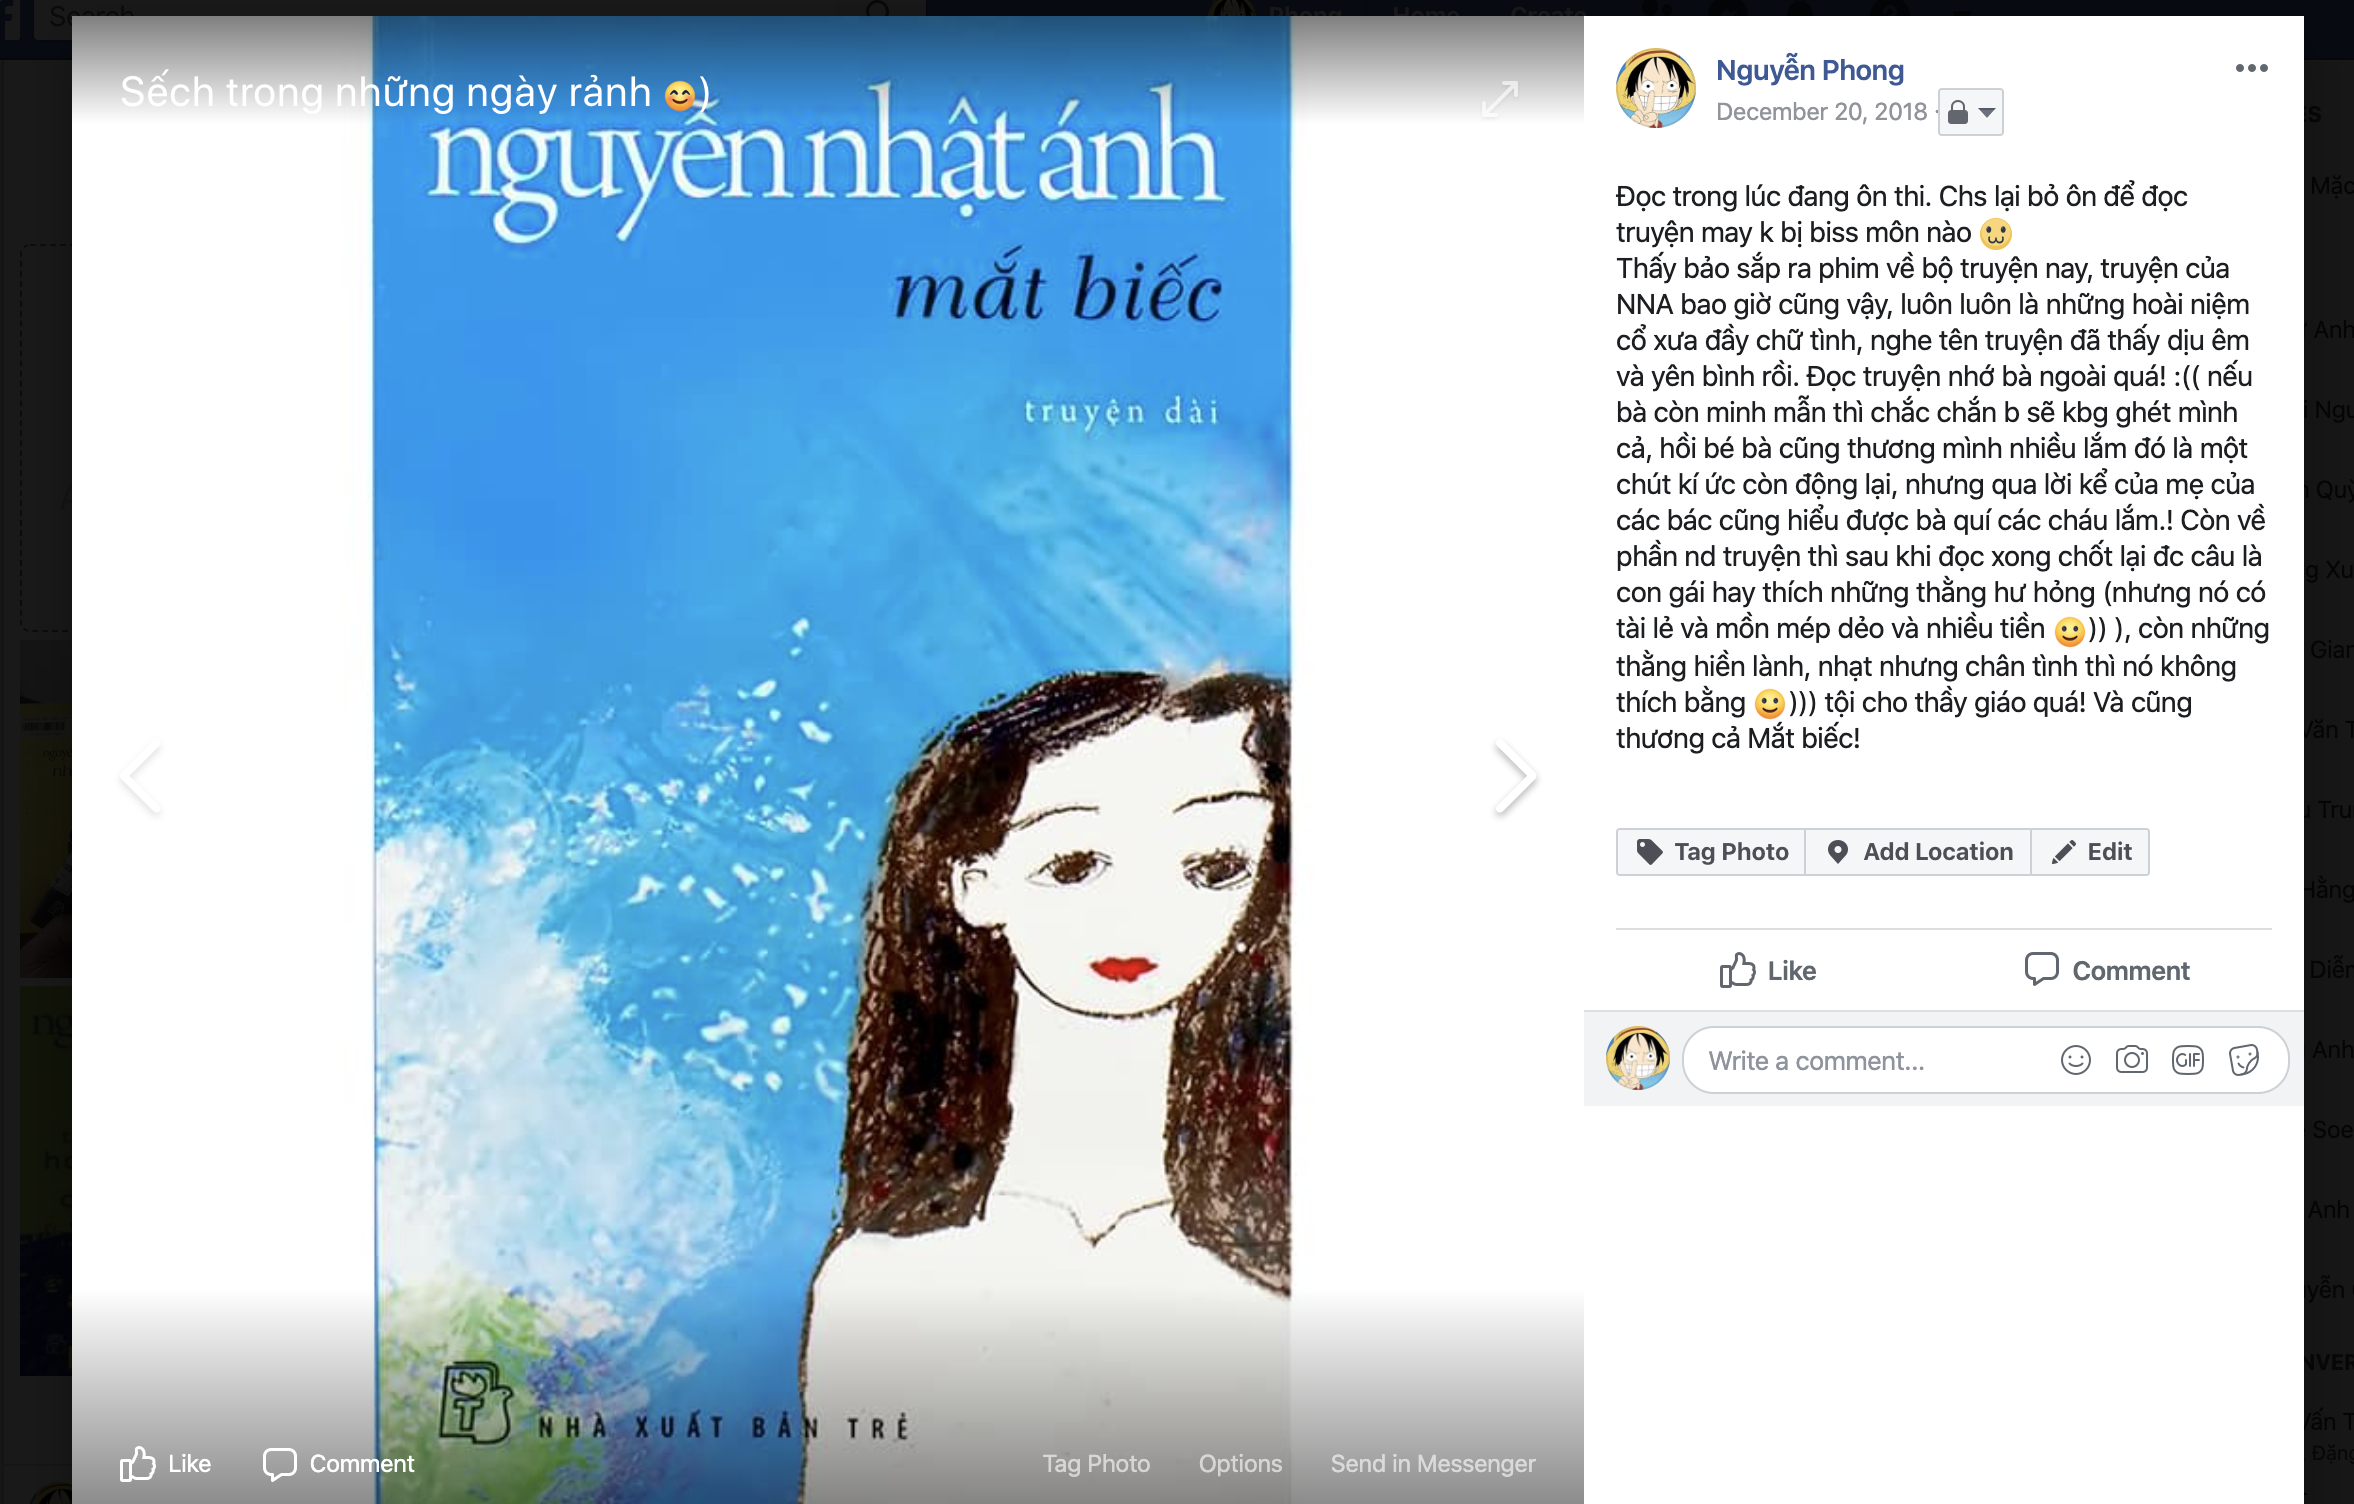 Search
Phong
Home
Create
Sếch trong những ngày rảnh 😊)
nguyễn nhật ánh
mắt biếc
truyện dài
NHÀ XUẤT BẢN TRẺ
Like
Comment
Tag Photo
Options
Send in Messenger
Nguyễn Phong
December 20, 2018 ·
Đọc trong lúc đang ôn thi. Chs lại bỏ ôn để đọc
truyện may k bị biss môn nào
Thấy bảo sắp ra phim về bộ truyện nay, truyện của
NNA bao giờ cũng vậy, luôn luôn là những hoài niệm
cổ xưa đầy chữ tình, nghe tên truyện đã thấy dịu êm
và yên bình rồi. Đọc truyện nhớ bà ngoài quá! :(( nếu
bà còn minh mẫn thì chắc chắn b sẽ kbg ghét mình
cả, hồi bé bà cũng thương mình nhiều lắm đó là một
chút kí ức còn động lại, nhưng qua lời kể của mẹ của
các bác cũng hiểu được bà quí các cháu lắm.! Còn về
phần nd truyện thì sau khi đọc xong chốt lại đc câu là
con gái hay thích những thằng hư hỏng (nhưng nó có
tài lẻ và mồn mép dẻo và nhiều tiền 🙂)) ), còn những
thằng hiền lành, nhạt nhưng chân tình thì nó không
thích bằng 🙂))) tội cho thầy giáo quá! Và cũng
thương cả Mắt biếc!
Tag Photo
Add Location
Edit
Like
Comment
Write a comment...
GIF